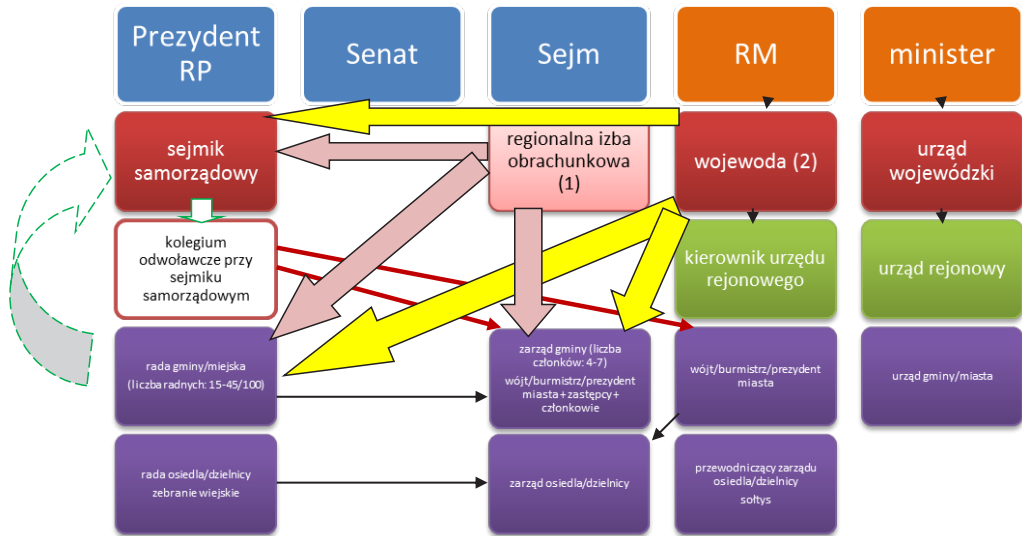 Prezydent
RP
Senat
Sejm
RM
minister
sejmik
samorządowy
regionalna izba
obrachunkowa
(1)
wojewoda (2)
urząd
wojewódzki
kolegium
odwoławcze przy
sejmiku
samorządowym
kierownik urzędu
rejonowego
urząd rejonowy
rada gminy/miejska
(liczba radnych: 15-45/100)
zarząd gminy (liczba
członków: 4-7)
wójt/burmistrz/prezydent
miasta + zastępcy +
członkowie
wójt/burmistrz/prezydent
miasta
urząd gminy/miasta
rada osiedla/dzielnicy
zebranie wiejskie
zarząd osiedla/dzielnicy
przewodniczący zarządu
osiedla/dzielnicy
sołtys